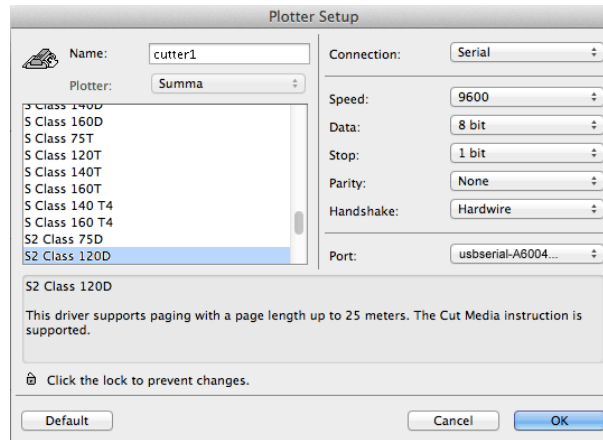 Plotter Setup
Name:
cutter1
Plotter:
Summa
S Class 140D
S Class 160D
S Class 75T
S Class 120T
S Class 140T
S Class 160T
S Class 140 T4
S Class 160 T4
S2 Class 75D
S2 Class 120D
Connection:
Serial
Speed:
9600
Data:
8 bit
Stop:
1 bit
Parity:
None
Handshake:
Hardwire
Port:
usbserial-A6004...
S2 Class 120D
This driver supports paging with a page length up to 25 meters. The Cut Media instruction is
supported.
Click the lock to prevent changes.
Default
Cancel
OK